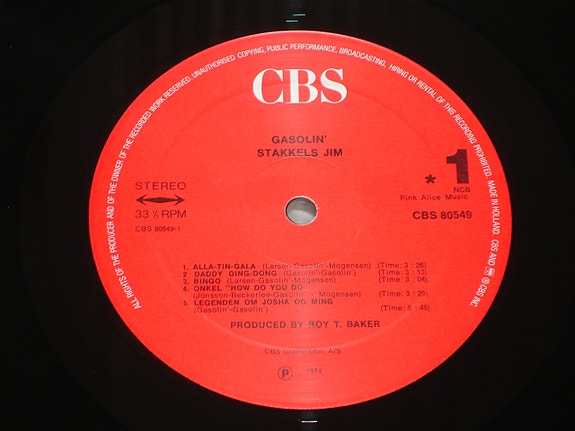 ALL RIGHTS OF THE PRODUCER AND OF THE OWNER OF THE RECORDED WORK RESERVED. UNAUTHORISED COPYING, PUBLIC PERFORMANCE, BROADCASTING, HIRING OR RENTAL OF THIS RECORDING PROHIBITED. MADE IN HOLLAND. CBS AND ® © CBS INC.
CBS
GASOLIN'
STAKKELS JIM
STEREO
33 ⅓ RPM
CBS 80549-1
* 1
NCB
Pink Alice Music
CBS 80549
1. ALLA-TIN-GALA (Larsen-Gasolin'-Mogensen) (Time: 3 : 26)
2 DADDY DING-DONG (Gasolin'-Gasolin') (Time: 3 : 13)
3. BINGO (Larsen-Gasolin'-Mogensen) (Time: 3 : 04)
4. ONKEL "HOW DO YOU DO"
(Jönsson-Beckerlee-Gasolin' - Mogensen) (Time: 3 : 29)
5. LEGENDEN OM JOSHA OG MING
(Gasolin'-Gasolin') (Time: 5 : 45)
PRODUCED BY ROY T. BAKER
CBS Grammofon A/S
Ⓟ 1974